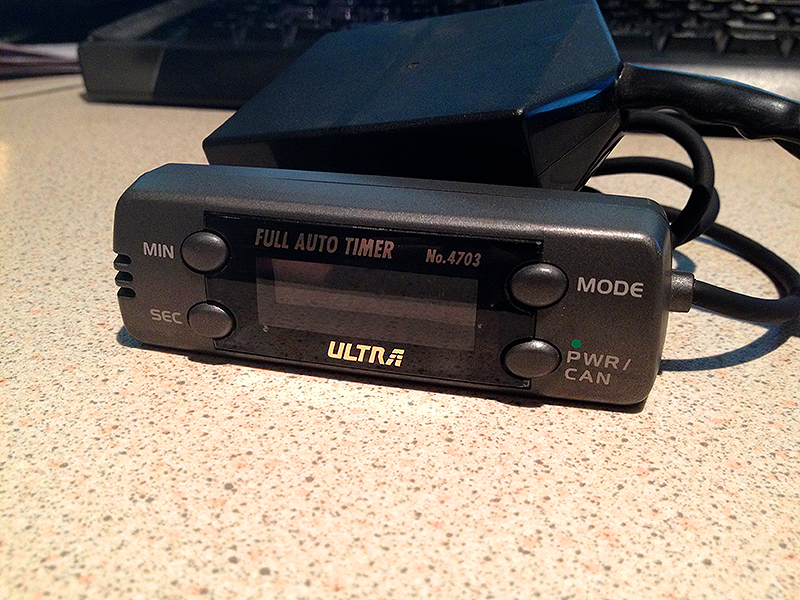 MIN
SEC
FULL AUTO TIMER No.4703
ULTRA
MODE
PWR/
CAN